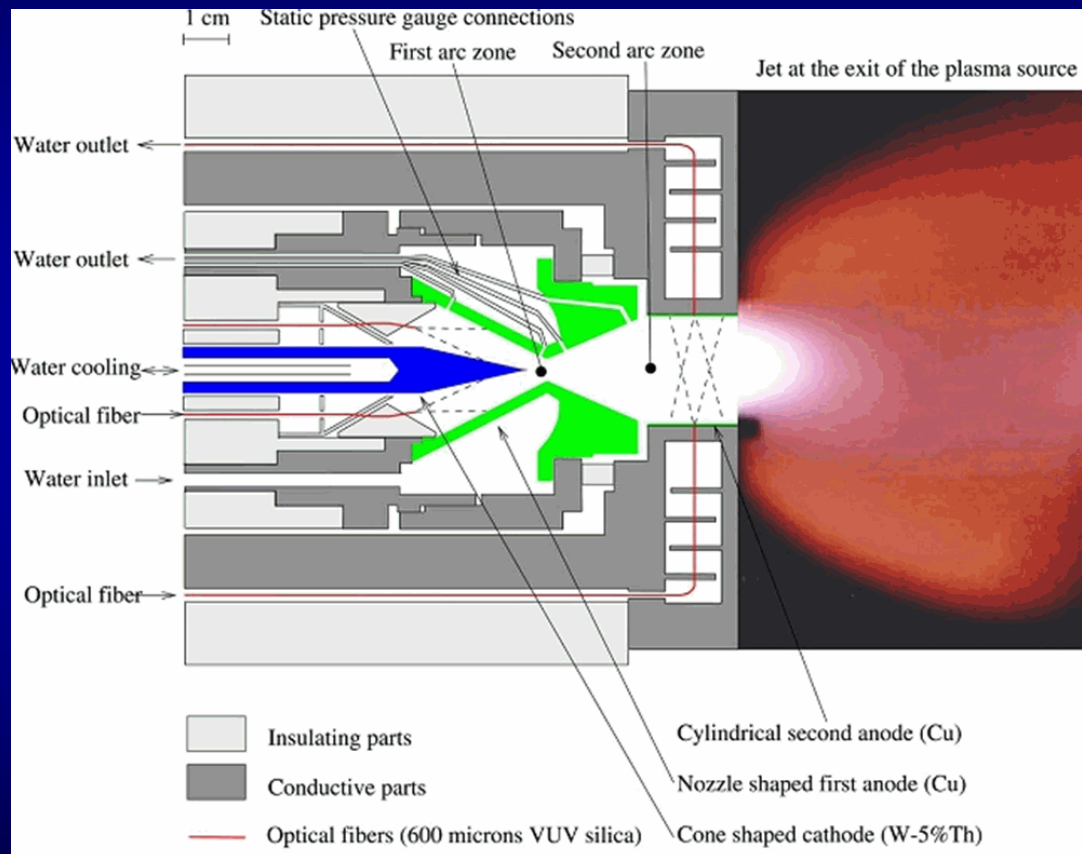 1 cm
Static pressure gauge connections
First arc zone
Second arc zone
Jet at the exit of the plasma source
Water outlet
Water outlet
Water cooling
Optical fiber
Water inlet
Optical fiber
Insulating parts
Conductive parts
Optical fibers (600 microns VUV silica)
Cylindrical second anode (Cu)
Nozzle shaped first anode (Cu)
Cone shaped cathode (W-5%Th)